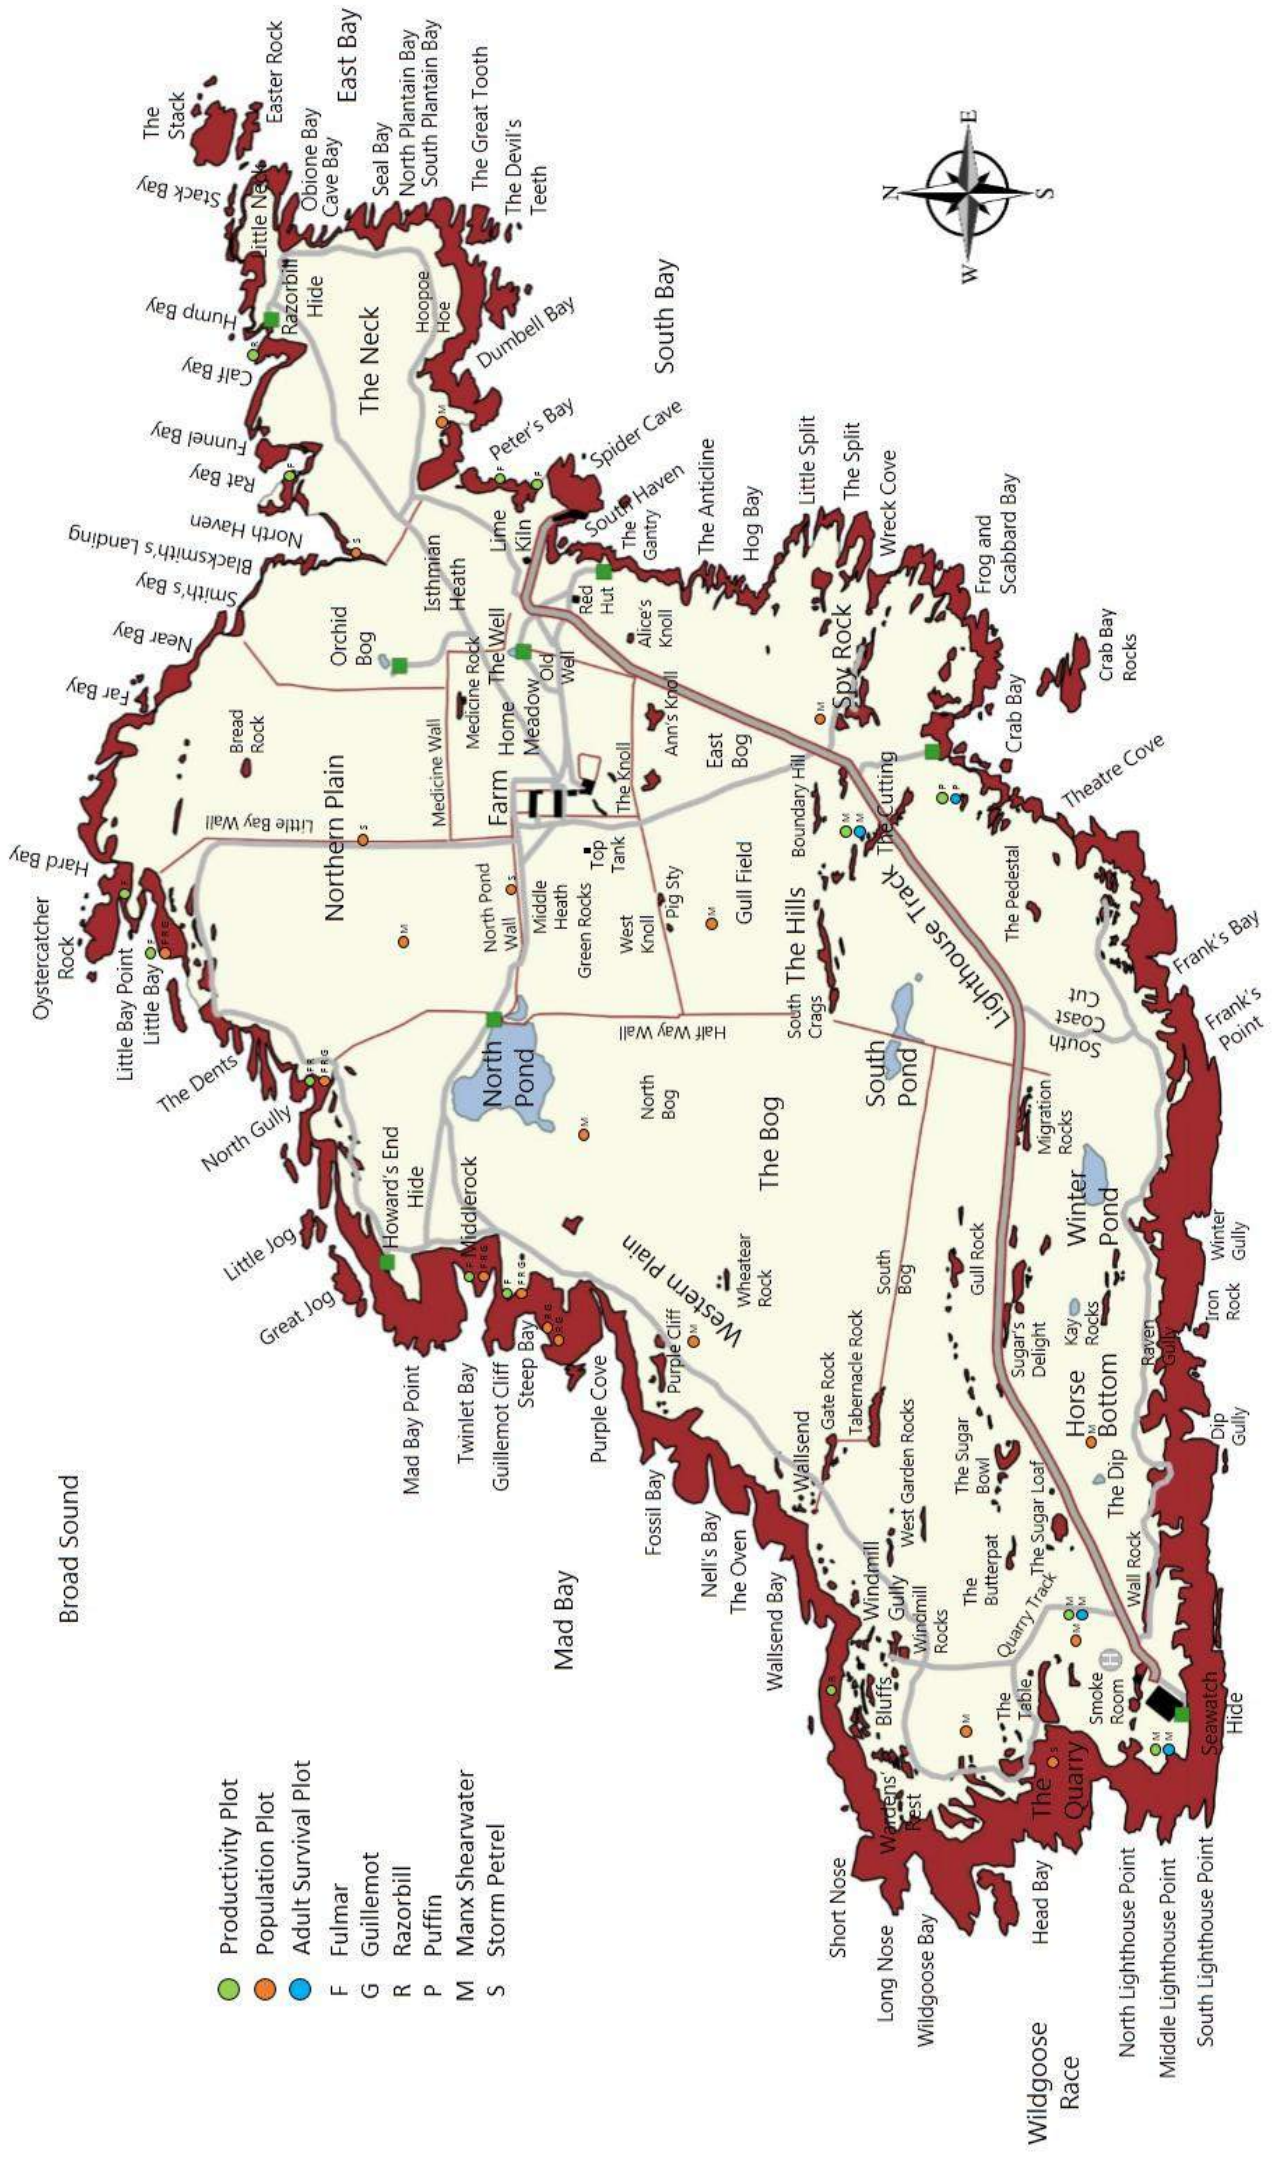 Broad Sound
Productivity Plot
Population Plot
Adult Survival Plot
F Fulmar
G Guillemot
R Razorbill
P Puffin
M Manx Shearwater
S Storm Petrel
Oystercatcher
Rock
Hard Bay
Little Bay Point
Little Bay
The Dents
North Gully
Little Jog
Great Jog
Mad Bay Point
Twinlet Bay
Guillemot Cliff
Steep Bay
Purple Cove
Mad Bay
Fossil Bay
Nell's Bay
The Oven
Wallsend Bay
Short Nose
Long Nose
Wildgoose Bay
Wildgoose
Race
Head Bay
North Lighthouse Point
Middle Lighthouse Point
South Lighthouse Point
Far Bay
Near Bay
Smith's Bay
Blacksmith's Landing
North Haven
Rat Bay
Funnel Bay
Calf Bay
Hump Bay
Stack Bay
The
Stack
Easter Rock
East Bay
Little Neck
Obione Bay
Cave Bay
Seal Bay
North Plantain Bay
South Plantain Bay
The Great Tooth
The Devil's
Teeth
Razorbill
Hide
The Neck
Hoopoe
Hoe
Dumbell Bay
South Bay
Peter's Bay
Spider Cave
South Haven
The
Gantry
The Anticline
Hog Bay
Little Split
The Split
Wreck Cove
Frog and
Scabbard Bay
Crab Bay
Rocks
Crab Bay
Theatre Cove
Frank's Bay
Frank's
Point
Winter
Gully
Iron
Rock
Dip
Gully
Raven
Gully
Seawatch
Hide
Bread
Rock
Northern Plain
Little Bay Wall
Orchid
Bog
Isthmian
Heath
Lime
Kiln
Medicine Wall
Medicine Rock
The Well
Old
Well
Home
Meadow
Farm
Red
Hut
Alice's
Knoll
Ann's Knoll
The Knoll
East
Bog
Spy Rock
Boundary Hill
The Cutting
Top
Tank
North Pond
Wall
Middle
Heath
Green Rocks
West
Knoll
Pig Sty
Gull Field
The Hills
South
Crags
Half Way Wall
Lighthouse Track
The Pedestal
South
Coast
Cut
North
Pond
North
Bog
The Bog
South
Pond
Migration
Rocks
Winter
Pond
Howard's End
Hide
Middlerock
Western Plain
Wheatear
Rock
Purple Cliff
South
Bog
Gull Rock
Sugar's
Delight
Kay
Rocks
Horse
Bottom
The Dip
Gate Rock
Tabernacle Rock
Wallsend
West Garden Rocks
The Sugar
Bowl
The Sugar Loaf
The
Butterpat
Windmill
Gully
Windmill
Rocks
Quarry Track
Wall Rock
Bluffs
The
Table
Smoke
Room
H
Wardens'
Rest
The
Quarry
N
E
S
W